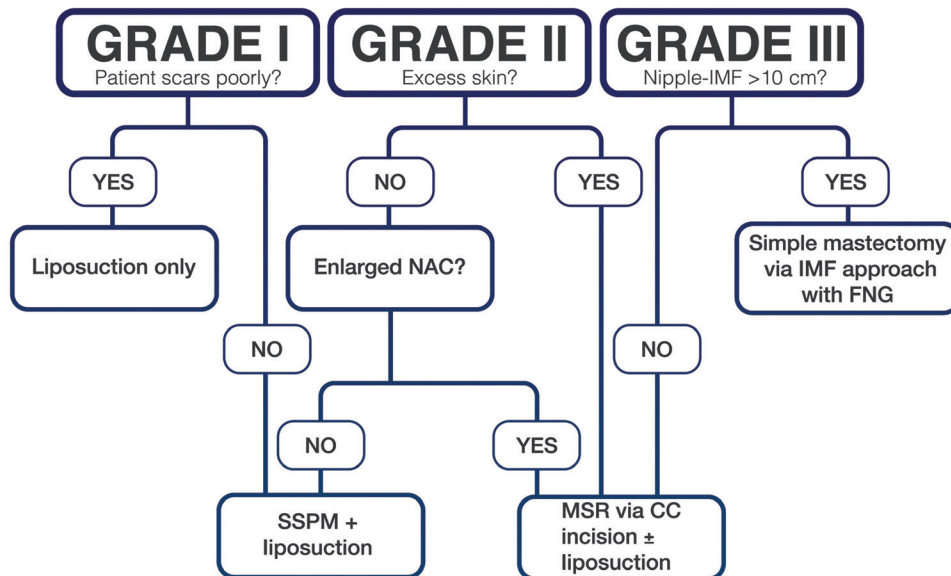 GRADE I
Patient scars poorly?
GRADE II
Excess skin?
GRADE III
Nipple-IMF >10 cm?
YES
NO
YES
YES
Liposuction only
Enlarged NAC?
Simple mastectomy
via IMF approach
with FNG
NO
NO
NO
YES
SSPM +
liposuction
MSR via CC
incision ±
liposuction